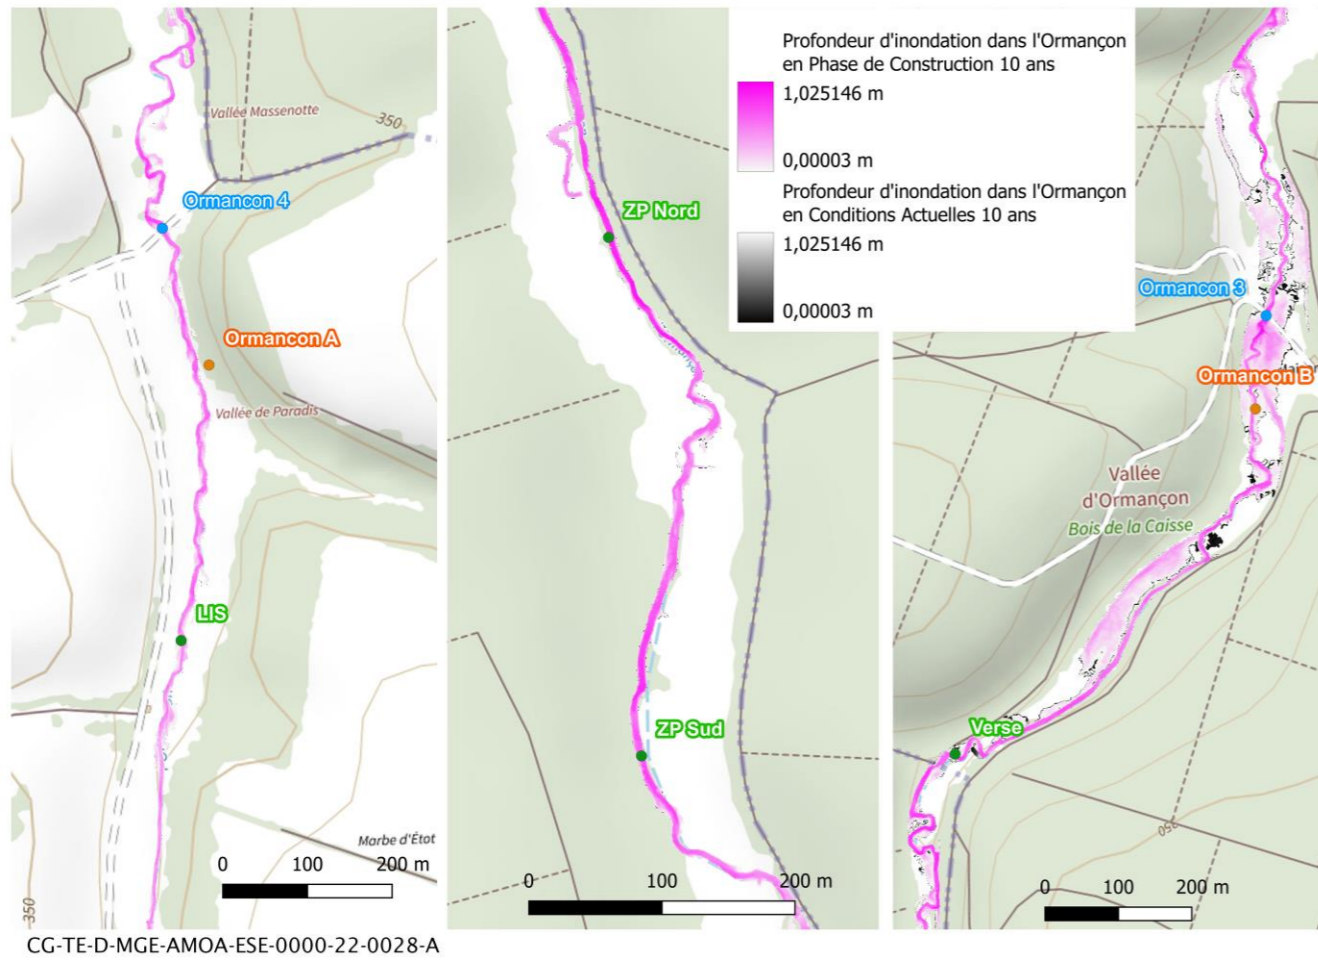 Vallée Massenotte
350
Ormancon 4
Ormancon A
Vallée de Paradis
LIS
Marbe d'Étot
0 100 200 m
350
ZP Nord
ZP Sud
0 100 200 m
Profondeur d'inondation dans l'Ormançon
en Phase de Construction 10 ans
1,025146 m
0,00003 m
Profondeur d'inondation dans l'Ormançon
en Conditions Actuelles 10 ans
1,025146 m
0,00003 m
Ormancon 3
Ormancon B
Vallée
d'Ormançon
Bois de la Caisse
Verse
350
0 100 200 m
CG-TE-D-MGE-AMOA-ESE-0000-22-0028-A